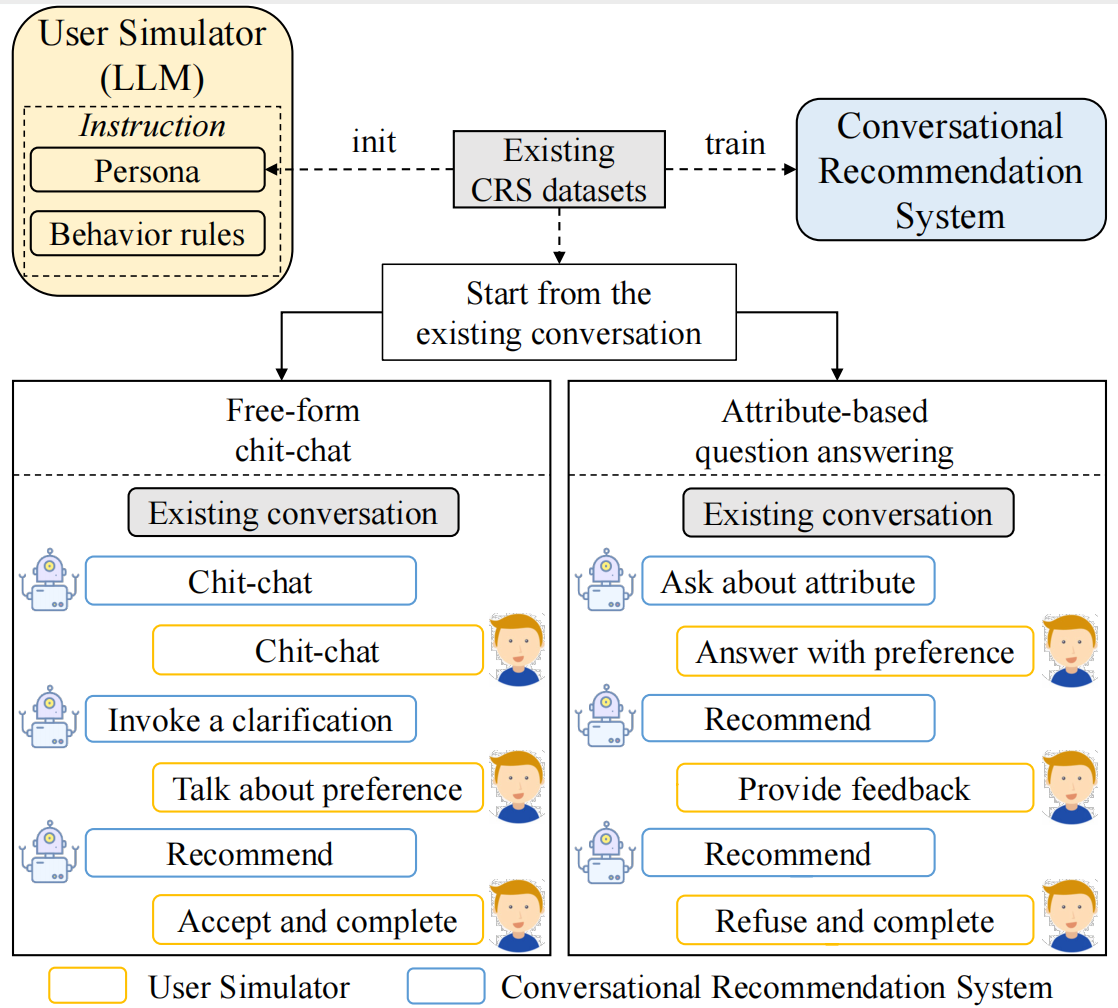 User Simulator
(LLM)
Instruction
Persona
Behavior rules
init
Existing
CRS datasets
train
Conversational
Recommendation
System
Start from the
existing conversation
Free-form
chit-chat
Existing conversation
Chit-chat
Chit-chat
Invoke a clarification
Talk about preference
Recommend
Accept and complete
Attribute-based
question answering
Existing conversation
Ask about attribute
Answer with preference
Recommend
Provide feedback
Recommend
Refuse and complete
User Simulator
Conversational Recommendation System